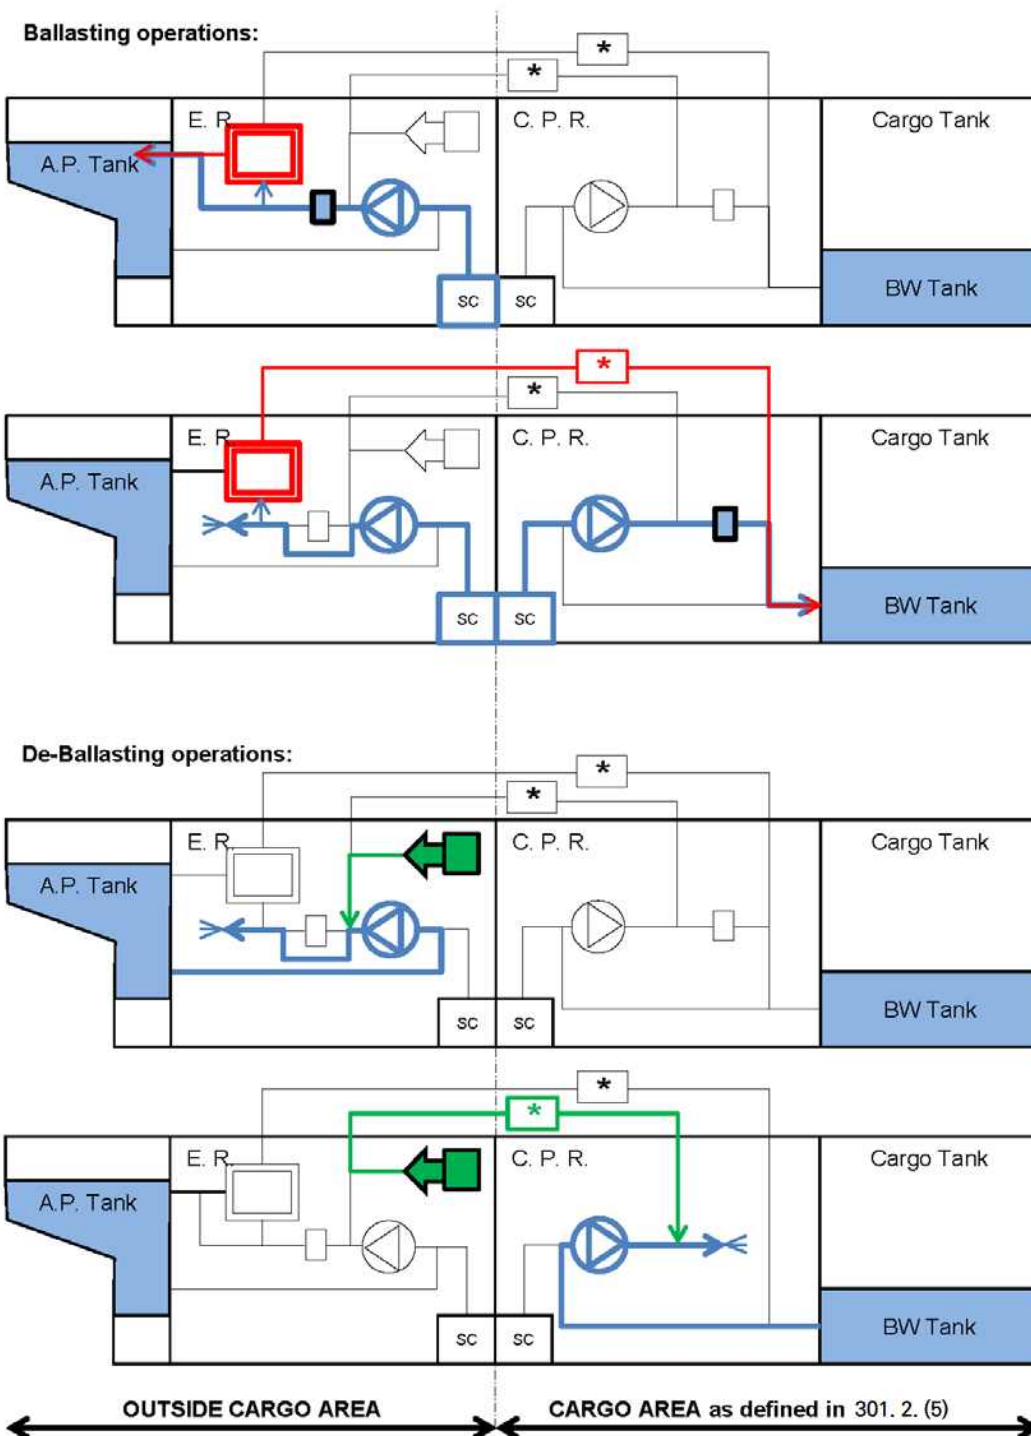 Ballasting operations:
*
*
E. R.
C. P. R.
Cargo Tank
A.P. Tank
BW Tank
sc
sc
*
*
E. R.
C. P. R.
Cargo Tank
A.P. Tank
BW Tank
sc
sc
De-Ballasting operations:
*
*
E. R.
C. P. R.
Cargo Tank
A.P. Tank
BW Tank
sc
sc
*
*
E. R.
C. P. R.
Cargo Tank
A.P. Tank
BW Tank
sc
sc
OUTSIDE CARGO AREA
CARGO AREA as defined in 301. 2. (5)